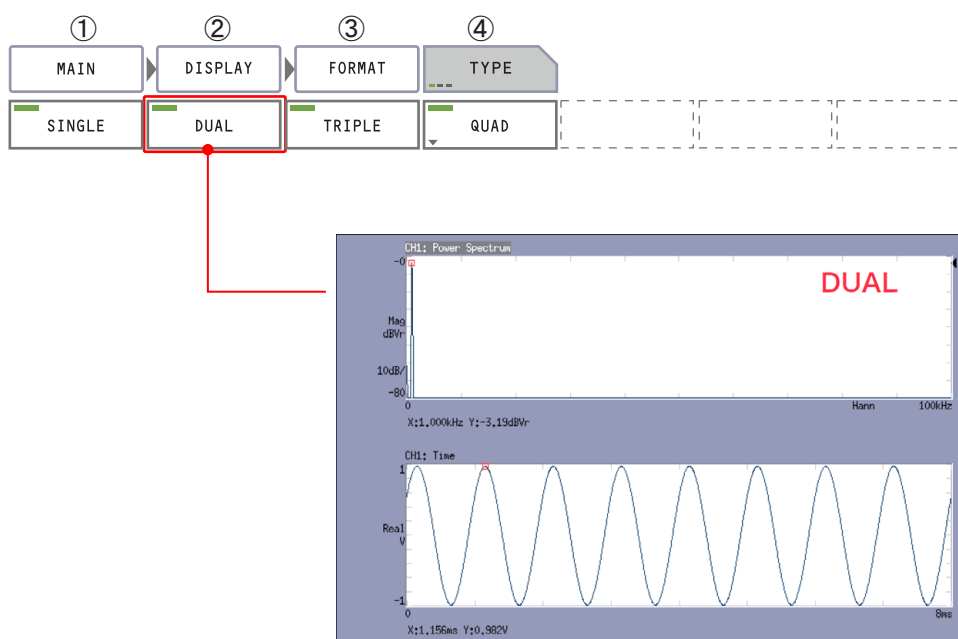 ① ② ③ ④
MAIN DISPLAY FORMAT TYPE
SINGLE DUAL TRIPLE QUAD
CH1: Power Spectrum
-0
DUAL
Mag
dBVr
10dB/
-80
0 Hann 100kHz
X:1.000kHz Y:-3.19dBVr
CH1: Time
1
Real
V
-1
0 8ms
X:1.156ms Y:0.982V